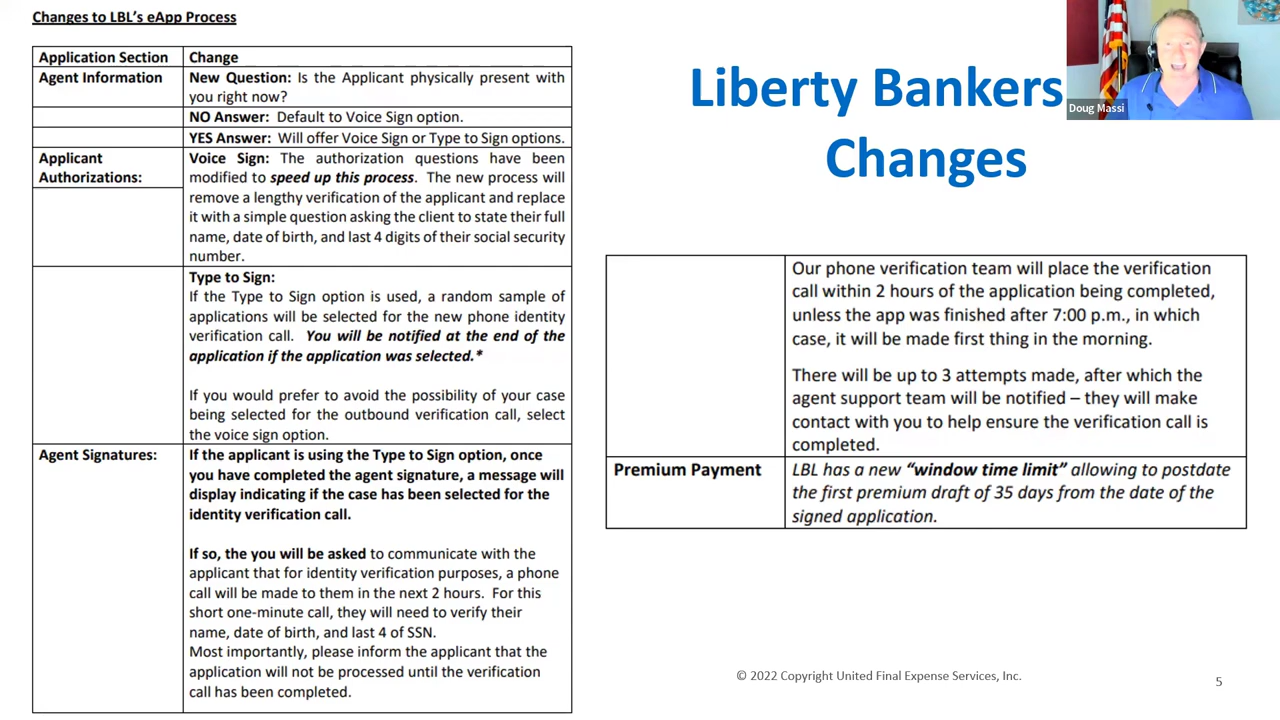 Changes to LBL's eApp Process
Application Section Change
Agent Information New Question: Is the Applicant physically present with
you right now?
NO Answer: Default to Voice Sign option.
YES Answer: Will offer Voice Sign or Type to Sign options.
Applicant Voice Sign: The authorization questions have been
Authorizations: modified to speed up this process. The new process will
remove a lengthy verification of the applicant and replace
it with a simple question asking the client to state their full
name, date of birth, and last 4 digits of their social security
number.
Type to Sign:
If the Type to Sign option is used, a random sample of
applications will be selected for the new phone identity
verification call. You will be notified at the end of the
application if the application was selected.*
If you would prefer to avoid the possibility of your case
being selected for the outbound verification call, select
the voice sign option.
Agent Signatures: If the applicant is using the Type to Sign option, once
you have completed the agent signature, a message will
display indicating if the case has been selected for the
identity verification call.
If so, the you will be asked to communicate with the
applicant that for identity verification purposes, a phone
call will be made to them in the next 2 hours. For this
short one-minute call, they will need to verify their
name, date of birth, and last 4 of SSN.
Most importantly, please inform the applicant that the
application will not be processed until the verification
call has been completed.
Liberty Bankers
Changes
Doug Massi
Our phone verification team will place the verification
call within 2 hours of the application being completed,
unless the app was finished after 7:00 p.m., in which
case, it will be made first thing in the morning.
There will be up to 3 attempts made, after which the
agent support team will be notified – they will make
contact with you to help ensure the verification call is
completed.
Premium Payment LBL has a new "window time limit" allowing to postdate
the first premium draft of 35 days from the date of the
signed application.
© 2022 Copyright United Final Expense Services, Inc.
5